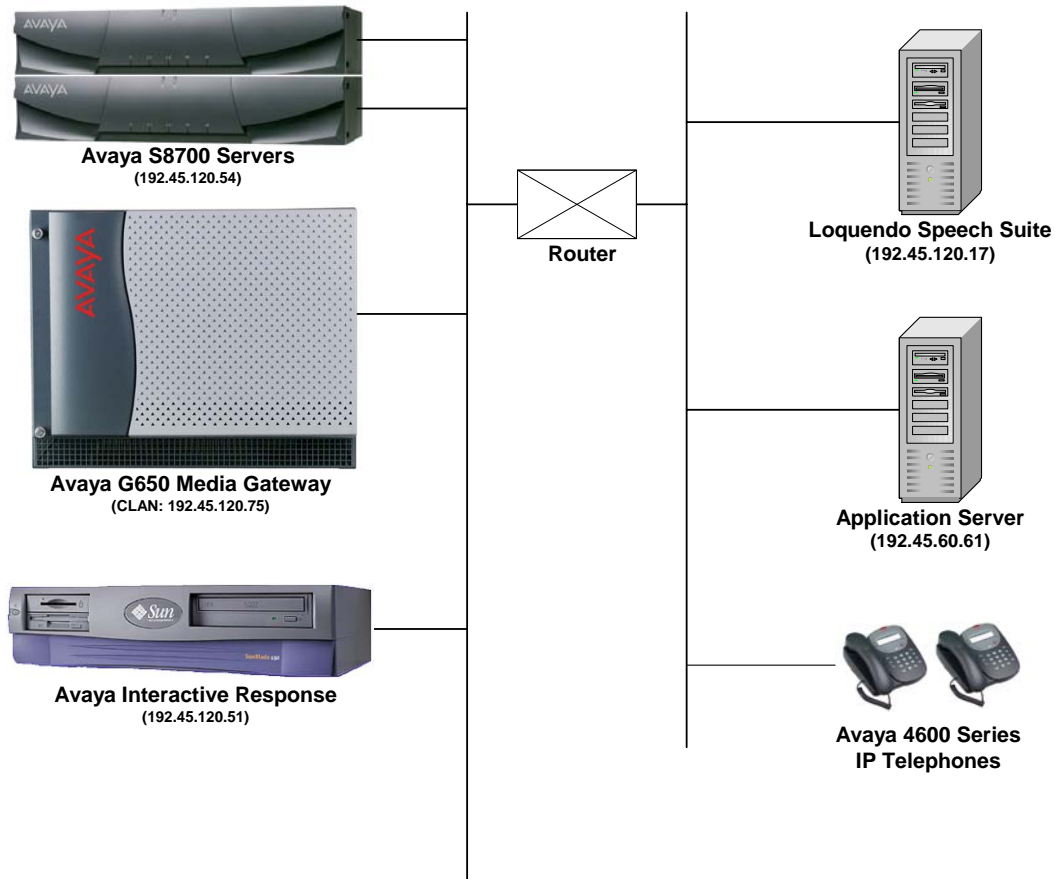 AVAYA
AVAYA
Avaya S8700 Servers
(192.45.120.54)
AVAYA
Avaya G650 Media Gateway
(CLAN: 192.45.120.75)
Sun
Avaya Interactive Response
(192.45.120.51)
Router
Loquendo Speech Suite
(192.45.120.17)
Application Server
(192.45.60.61)
Avaya 4600 Series
IP Telephones